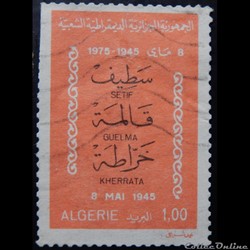 الجمهورية الجزائرية الديمقراطية الشعبية
8 ماي 1945-1975
سطيف
SETIF
قالمة
GUELMA
خراطة
KHERRATA
8 MAI 1945
ALGERIE البريد 1,00
CoinsOnline